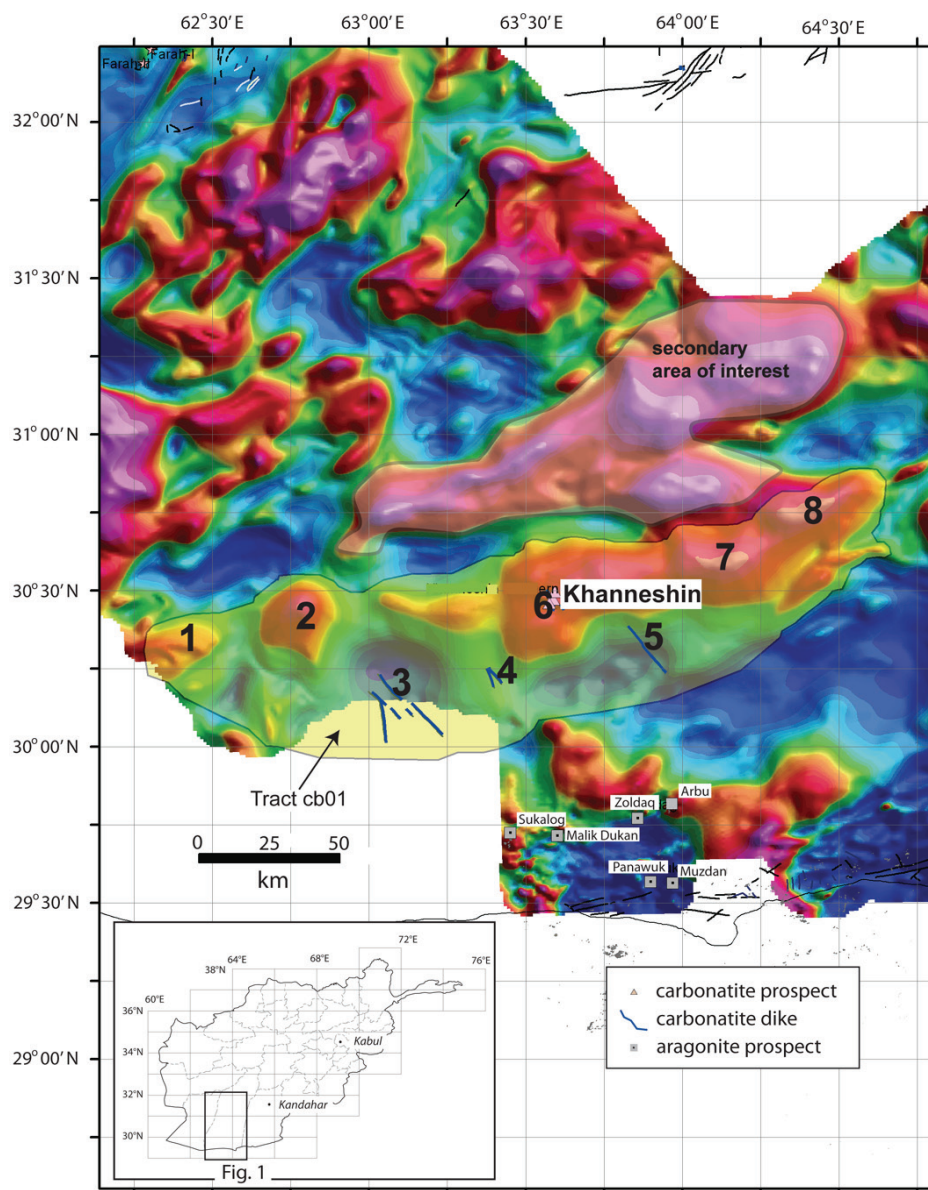 62°30'E 63°00'E 63°30'E 64°00'E 64°30'E
Farah-I
Farah-II
32°00'N
31°30'N
secondary
area of interest
31°00'N
8
7
30°30'N
Khanneshin
6
2
1
5
3
4
30°00'N
Tract cb01
Arbu
Zoldaq
Sukalog
Malik Dukan
0 25 50
km
Panawuk
Muzdan
29°30'N
72°E
38°N
64°E
68°E
76°E
60°E
36°N
34°N
Kabul
32°N
Kandahar
30°N
Fig. 1
carbonatite prospect
carbonatite dike
aragonite prospect
29°00'N